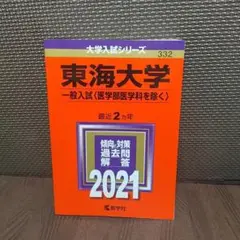 大学入試シリーズ
332
東海大学
一般入試〈医学部医学科を除く〉
最近2カ年
傾向と対策
過去問
解答
2021
教学社